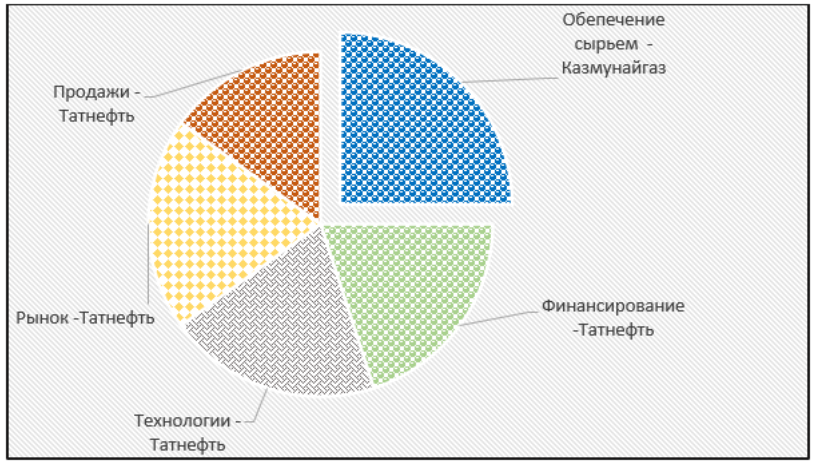 Обепечение
сырьем -
Казмунайгаз
Продажи -
Татнефть
Рынок -Татнефть
Финансирование
-Татнефть
Технологии -
Татнефть